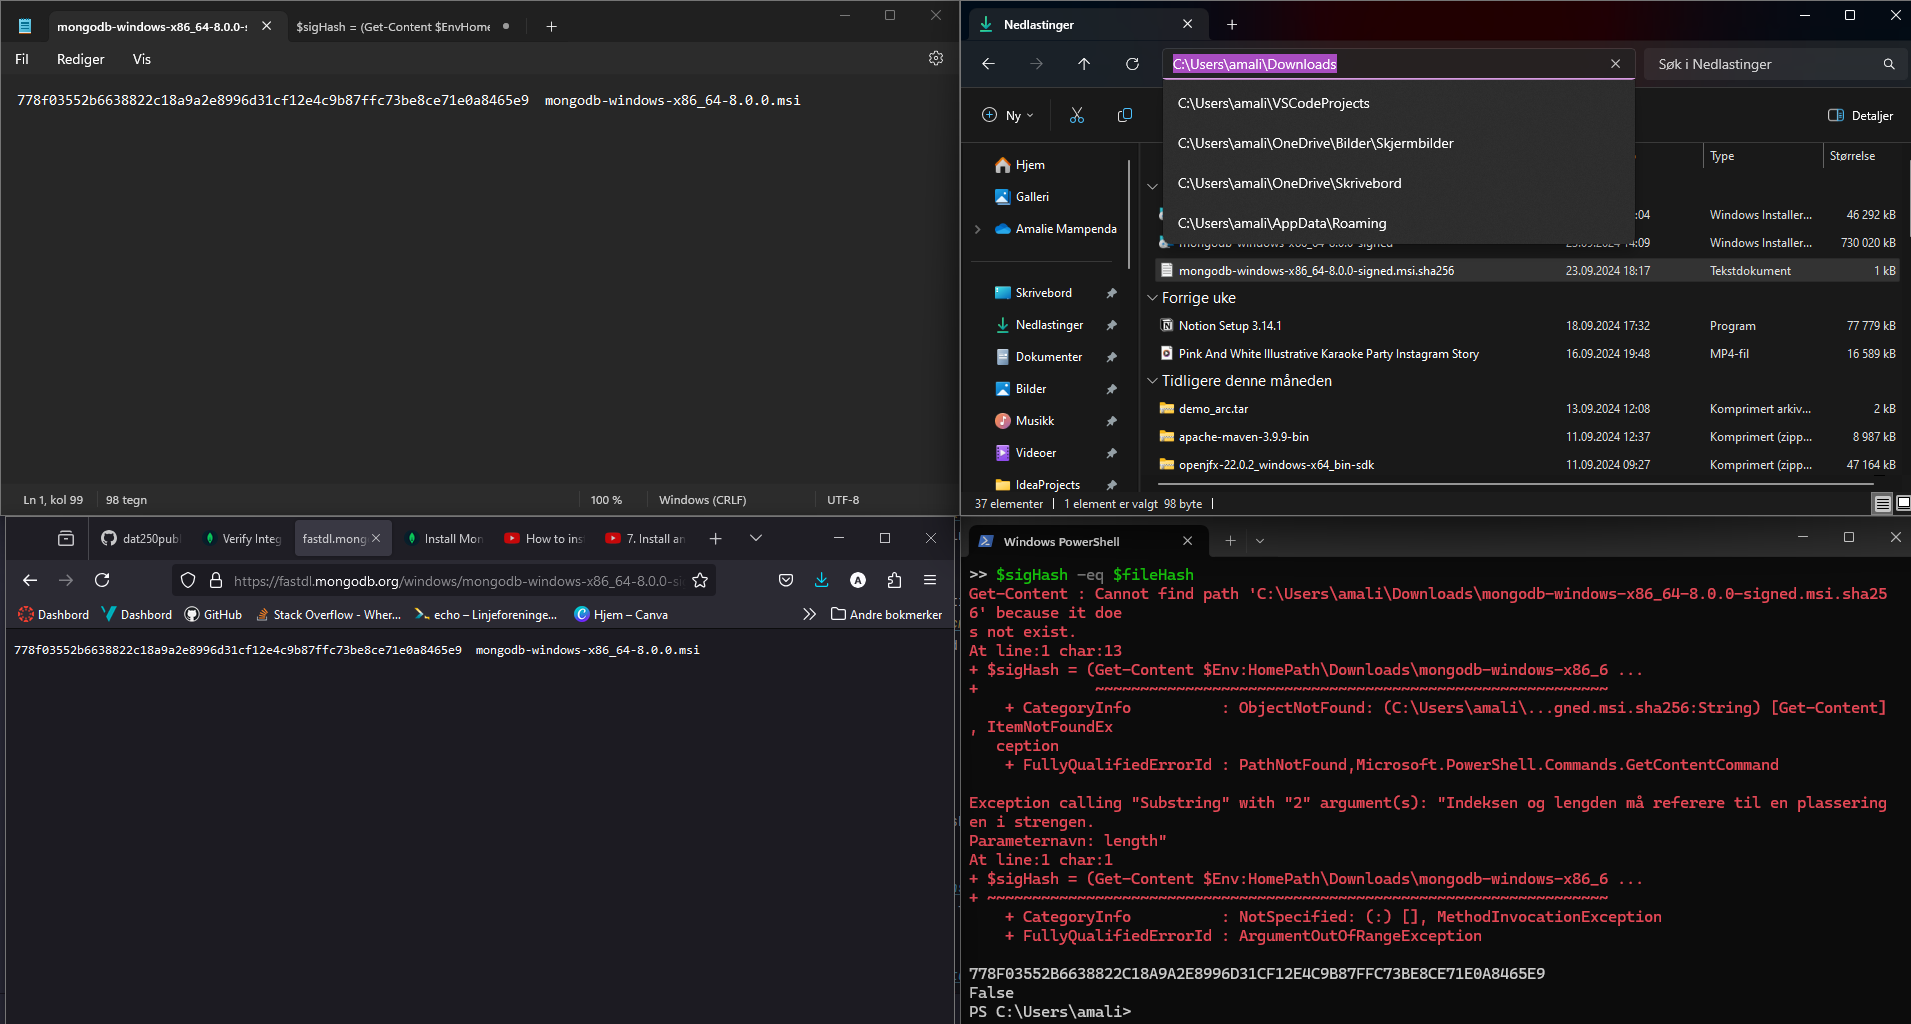 mongodb-windows-x86_64-8.0.0-:
$sigHash = (Get-Content $EnvHome
Fil Rediger Vis
778f03552b6638822c18a9a2e8996d31cf12e4c9b87ffc73be8ce71e0a8465e9  mongodb-windows-x86_64-8.0.0.msi
Ln 1, kol 99 98 tegn 100 % Windows (CRLF) UTF-8
Nedlastinger
C:\Users\amali\Downloads
Søk i Nedlastinger
C:\Users\amali\VSCodeProjects
C:\Users\amali\OneDrive\Bilder\Skjermbilder
C:\Users\amali\OneDrive\Skrivebord
C:\Users\amali\AppData\Roaming
Ny
Detaljer
Hjem
Galleri
Amalie Mampenda
Skrivebord
Nedlastinger
Dokumenter
Bilder
Musikk
Videoer
IdeaProjects
Type Størrelse
:04 Windows Installer... 46 292 kB
mongodb-windows-x86_64-8.0.0-signed 23.09.2024 14:09 Windows Installer... 730 020 kB
mongodb-windows-x86_64-8.0.0-signed.msi.sha256 23.09.2024 18:17 Tekstdokument 1 kB
Forrige uke
Notion Setup 3.14.1 18.09.2024 17:32 Program 77 779 kB
Pink And White Illustrative Karaoke Party Instagram Story 16.09.2024 19:48 MP4-fil 16 589 kB
Tidligere denne måneden
demo_arc.tar 13.09.2024 12:08 Komprimert arkiv... 2 kB
apache-maven-3.9.9-bin 11.09.2024 12:37 Komprimert (zipp... 8 987 kB
openjfx-22.0.2_windows-x64_bin-sdk 11.09.2024 09:27 Komprimert (zipp... 47 164 kB
37 elementer 1 element er valgt 98 byte
dat250publ Verify Integ fastdl.mong Install Mon How to ins 7. Install an
https://fastdl.mongodb.org/windows/mongodb-windows-x86_64-8.0.0-si
Dashbord Dashbord GitHub Stack Overflow – Wher... echo – Linjeforeninge... Hjem – Canva Andre bokmerker
778f03552b6638822c18a9a2e8996d31cf12e4c9b87ffc73be8ce71e0a8465e9  mongodb-windows-x86_64-8.0.0.msi
Windows PowerShell
>> $sigHash -eq $fileHash
Get-Content : Cannot find path 'C:\Users\amali\Downloads\mongodb-windows-x86_64-8.0.0-signed.msi.sha25
6' because it doe
s not exist.
At line:1 char:13
+ $sigHash = (Get-Content $Env:HomePath\Downloads\mongodb-windows-x86_6 ...
+             ~~~~~~~~~~~~~~~~~~~~~~~~~~~~~~~~~~~~~~~~~~~~~~~~~~~~~~~~~
    + CategoryInfo          : ObjectNotFound: (C:\Users\amali\...gned.msi.sha256:String) [Get-Content]
, ItemNotFoundEx
   ception
    + FullyQualifiedErrorId : PathNotFound,Microsoft.PowerShell.Commands.GetContentCommand
Exception calling "Substring" with "2" argument(s): "Indeksen og lengden må referere til en plassering
en i strengen.
Parameternavn: length"
At line:1 char:1
+ $sigHash = (Get-Content $Env:HomePath\Downloads\mongodb-windows-x86_6 ...
+ ~~~~~~~~~~~~~~~~~~~~~~~~~~~~~~~~~~~~~~~~~~~~~~~~~~~~~~~~~~~~~~~~~~~~~
    + CategoryInfo          : NotSpecified: (:) [], MethodInvocationException
    + FullyQualifiedErrorId : ArgumentOutOfRangeException
778F03552B6638822C18A9A2E8996D31CF12E4C9B87FFC73BE8CE71E0A8465E9
False
PS C:\Users\amali>